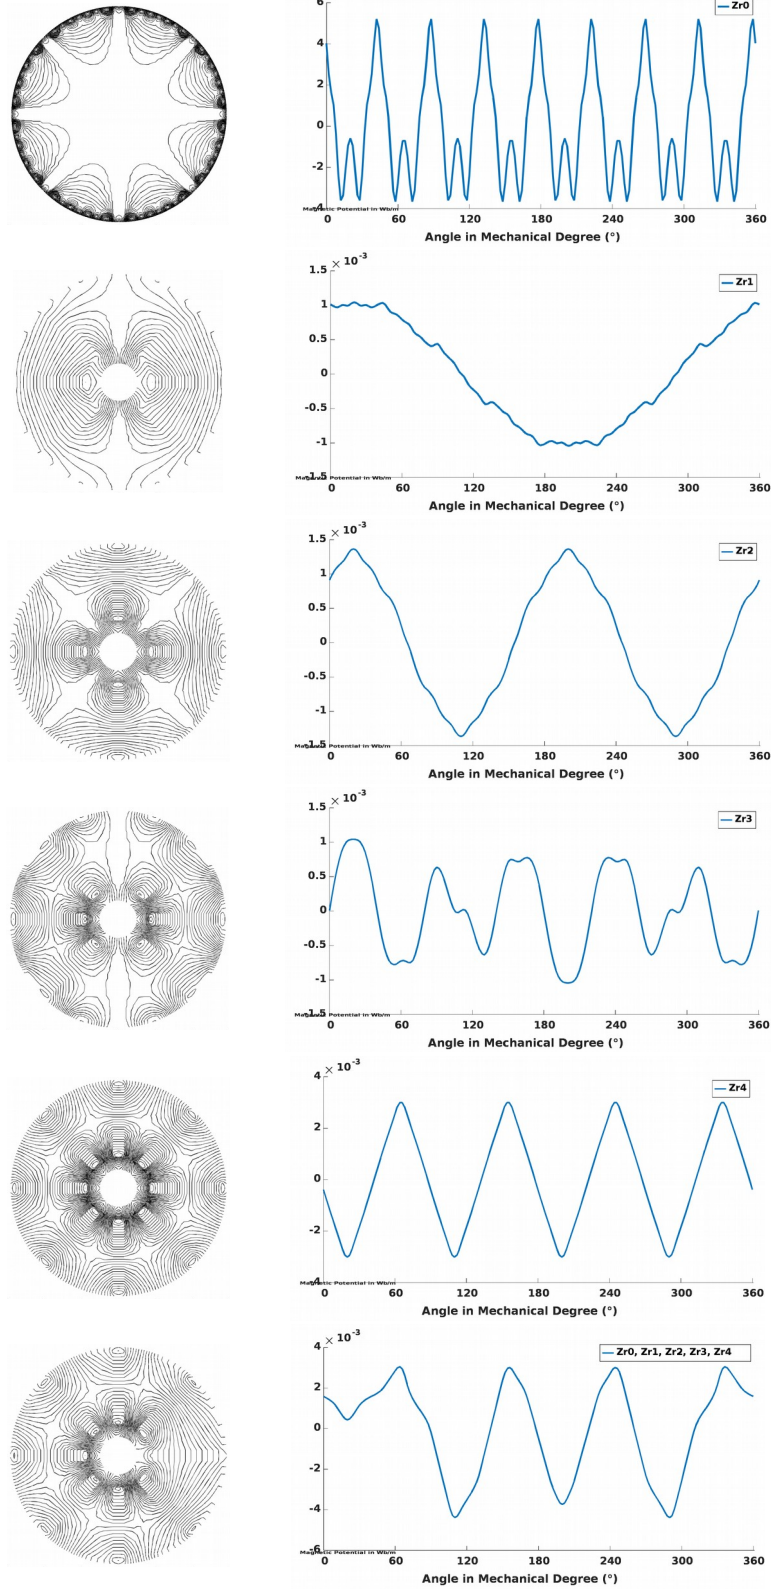 6
Zr0
4
2
0
-2
-4
Magnetic Potential in Wb/m
0 60 120 180 240 300 360
Angle in Mechanical Degree (°)
1.5 × 10⁻³
Zr1
1
0.5
0
-0.5
-1
-1.5
Magnetic Potential in Wb/m
0 60 120 180 240 300 360
Angle in Mechanical Degree (°)
1.5 × 10⁻³
Zr2
1
0.5
0
-0.5
-1
-1.5
Magnetic Potential in Wb/m
0 60 120 180 240 300 360
Angle in Mechanical Degree (°)
1.5 × 10⁻³
Zr3
1
0.5
0
-0.5
-1
-1.5
Magnetic Potential in Wb/m
0 60 120 180 240 300 360
Angle in Mechanical Degree (°)
4 × 10⁻³
Zr4
2
0
-2
-4
Magnetic Potential in Wb/m
0 60 120 180 240 300 360
Angle in Mechanical Degree (°)
4 × 10⁻³
Zr0, Zr1, Zr2, Zr3, Zr4
2
0
-2
-4
-6
Magnetic Potential in Wb/m
0 60 120 180 240 300 360
Angle in Mechanical Degree (°)